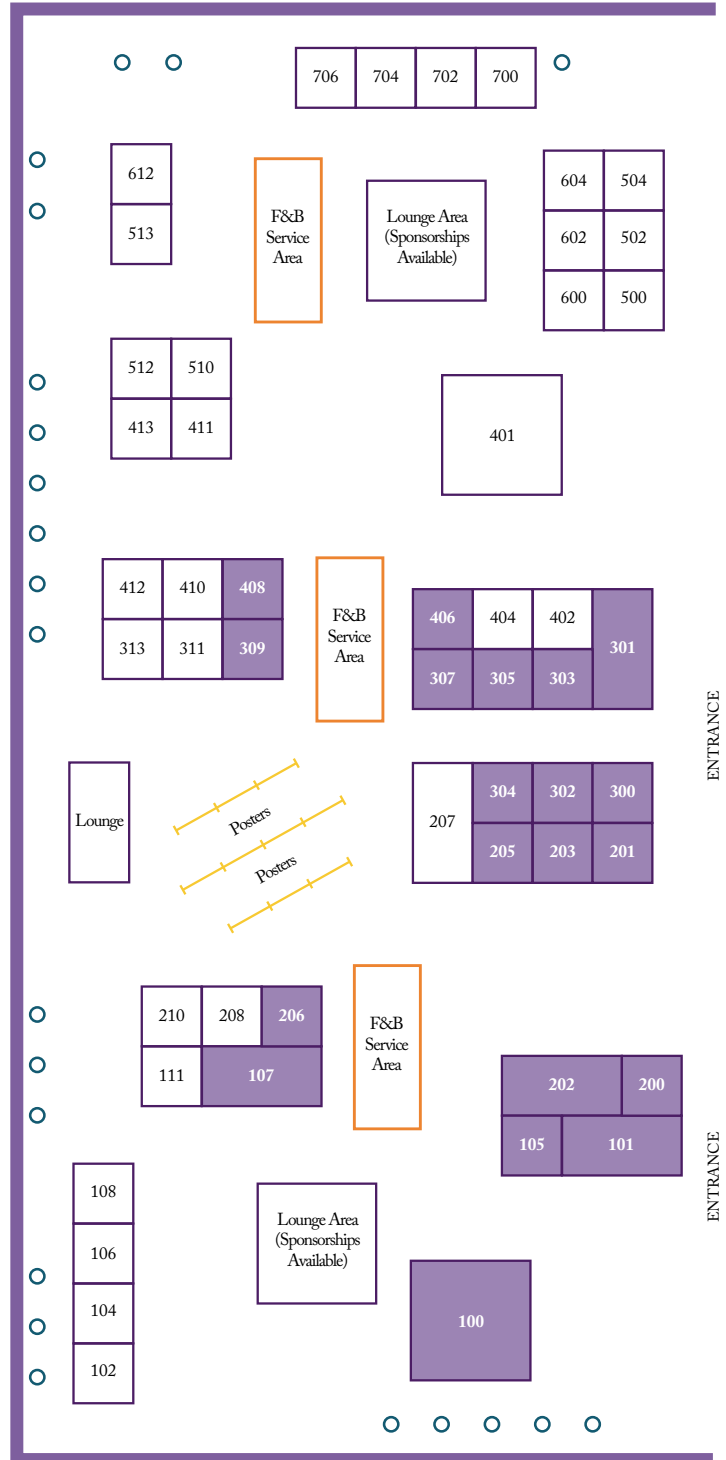 706 704 702 700
612
513
F&B
Service
Area
Lounge Area
(Sponsorships
Available)
604 504
602 502
600 500
512 510
413 411
401
412 410 408
313 311 309
F&B
Service
Area
406 404 402 301
307 305 303
ENTRANCE
Lounge
Posters
Posters
207 304 302 300
205 203 201
210 208 206
111 107
F&B
Service
Area
202 200
105 101
ENTRANCE
108
106
104
102
Lounge Area
(Sponsorships
Available)
100